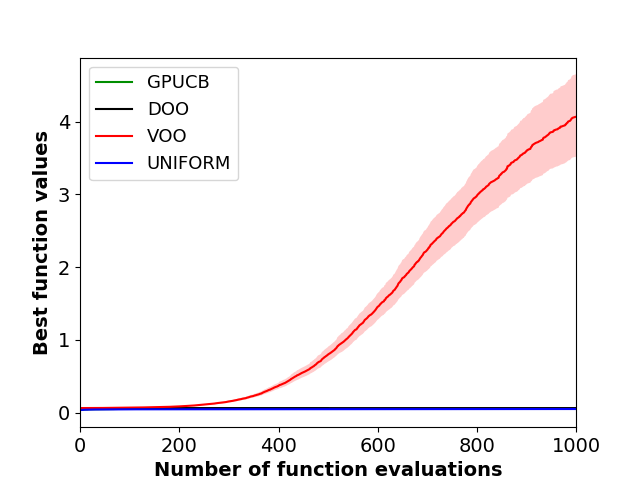 GPUCB
DOO
VOO
UNIFORM
4
3
2
1
0
Best function values
0 200 400 600 800 1000
Number of function evaluations